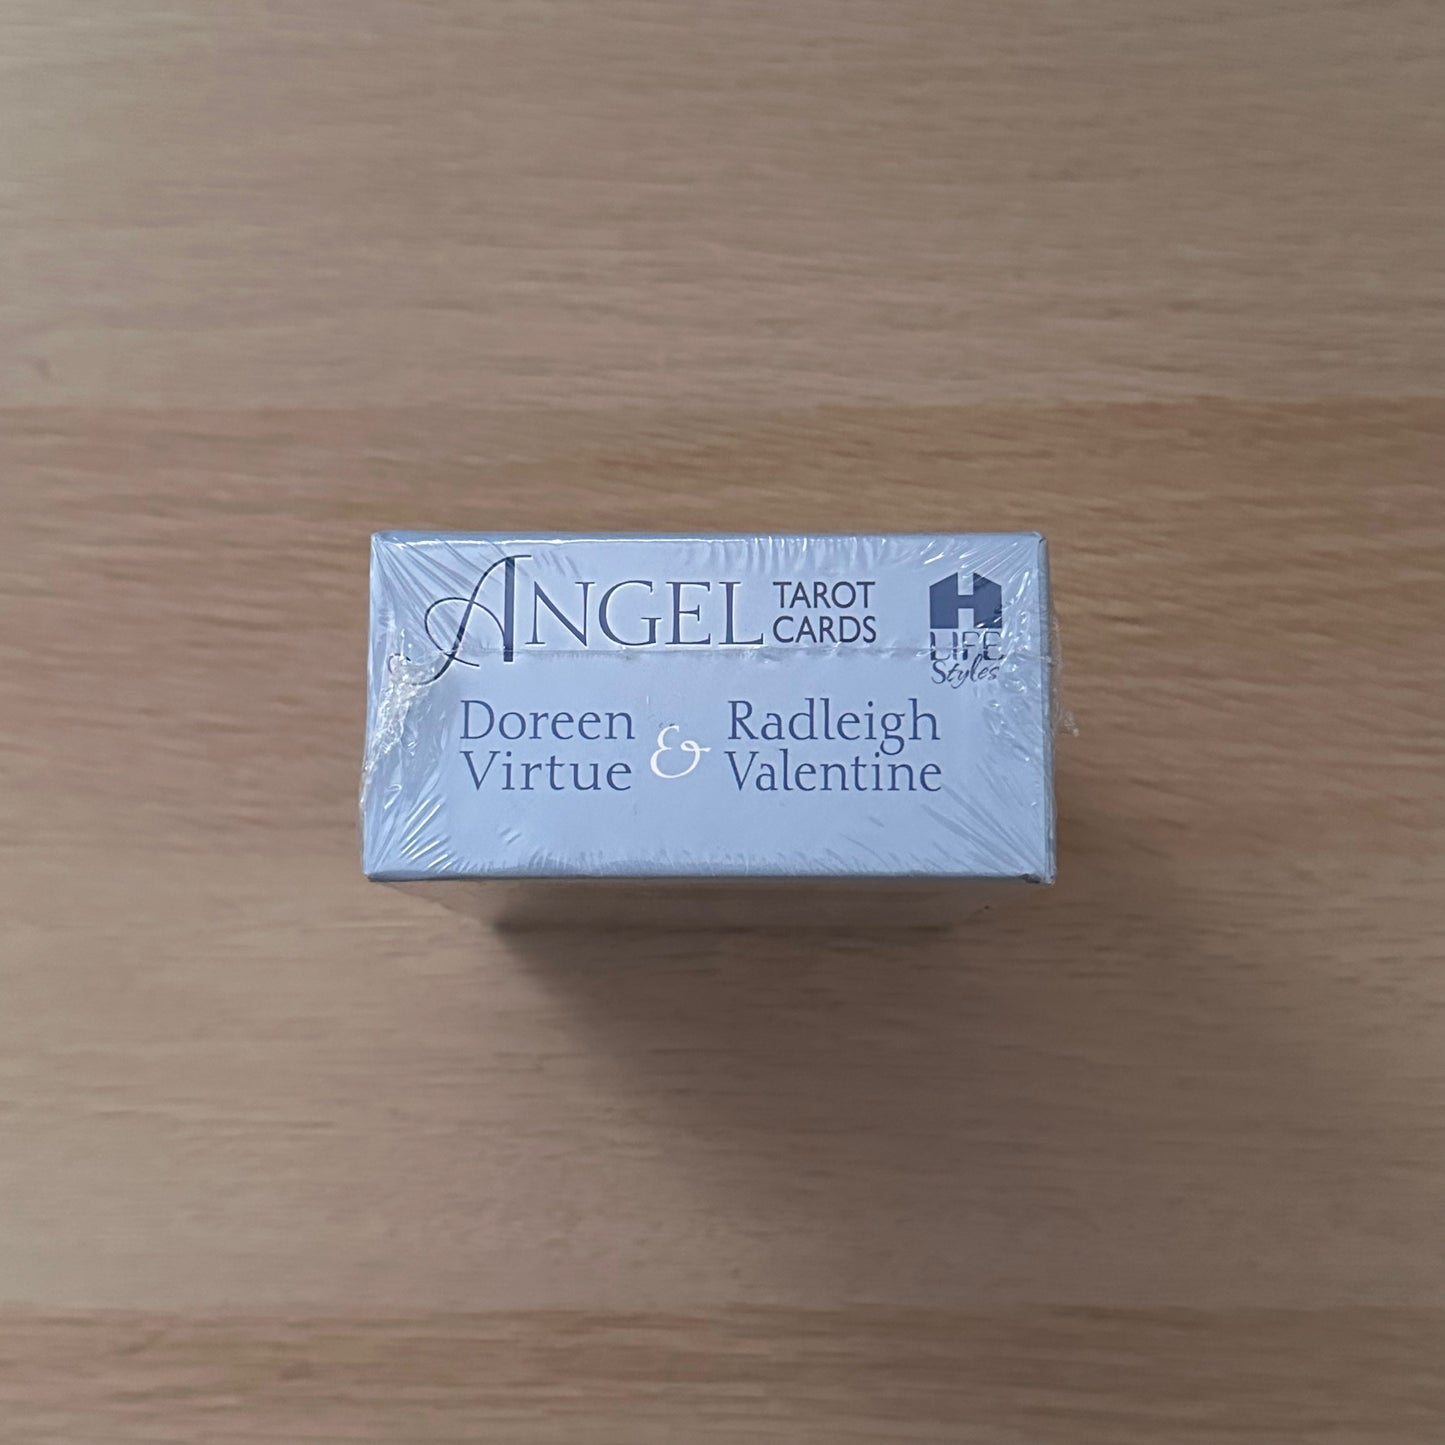 ANGEL TAROT CARDS
H
LIFE
Styles
Doreen Virtue & Radleigh Valentine